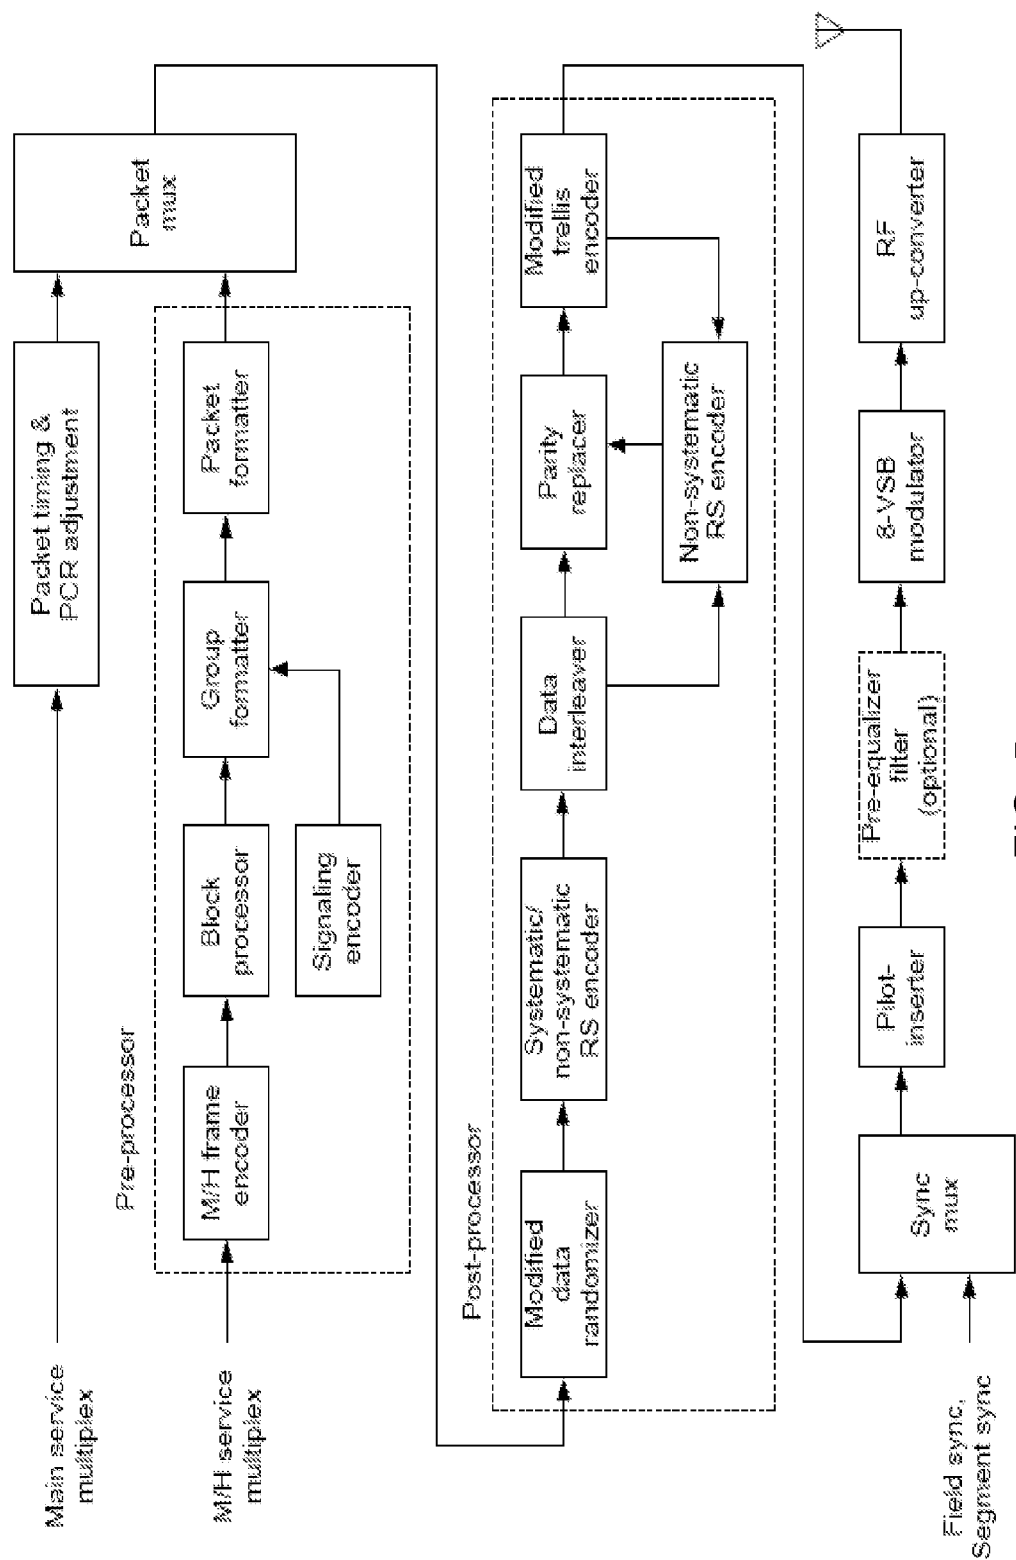 Main service
multiplex
Packet timing &
PCR adjustment
Packet
mux
M/H service
multiplex
Pre-processor
M/H frame
encoder
Block
processor
Signaling
encoder
Group
formatter
Packet
formatter
Post-processor
Modified
data
randomizer
Systematic/
non-systematic
RS encoder
Data
interleaver
Parity
replacer
Non-systematic
RS encoder
Modified
trellis
encoder
Field sync,
Segment sync
Sync
mux
Pilot-
inserter
Pre-equalizer
filter
(optional)
8-VSB
modulator
RF
up-converter